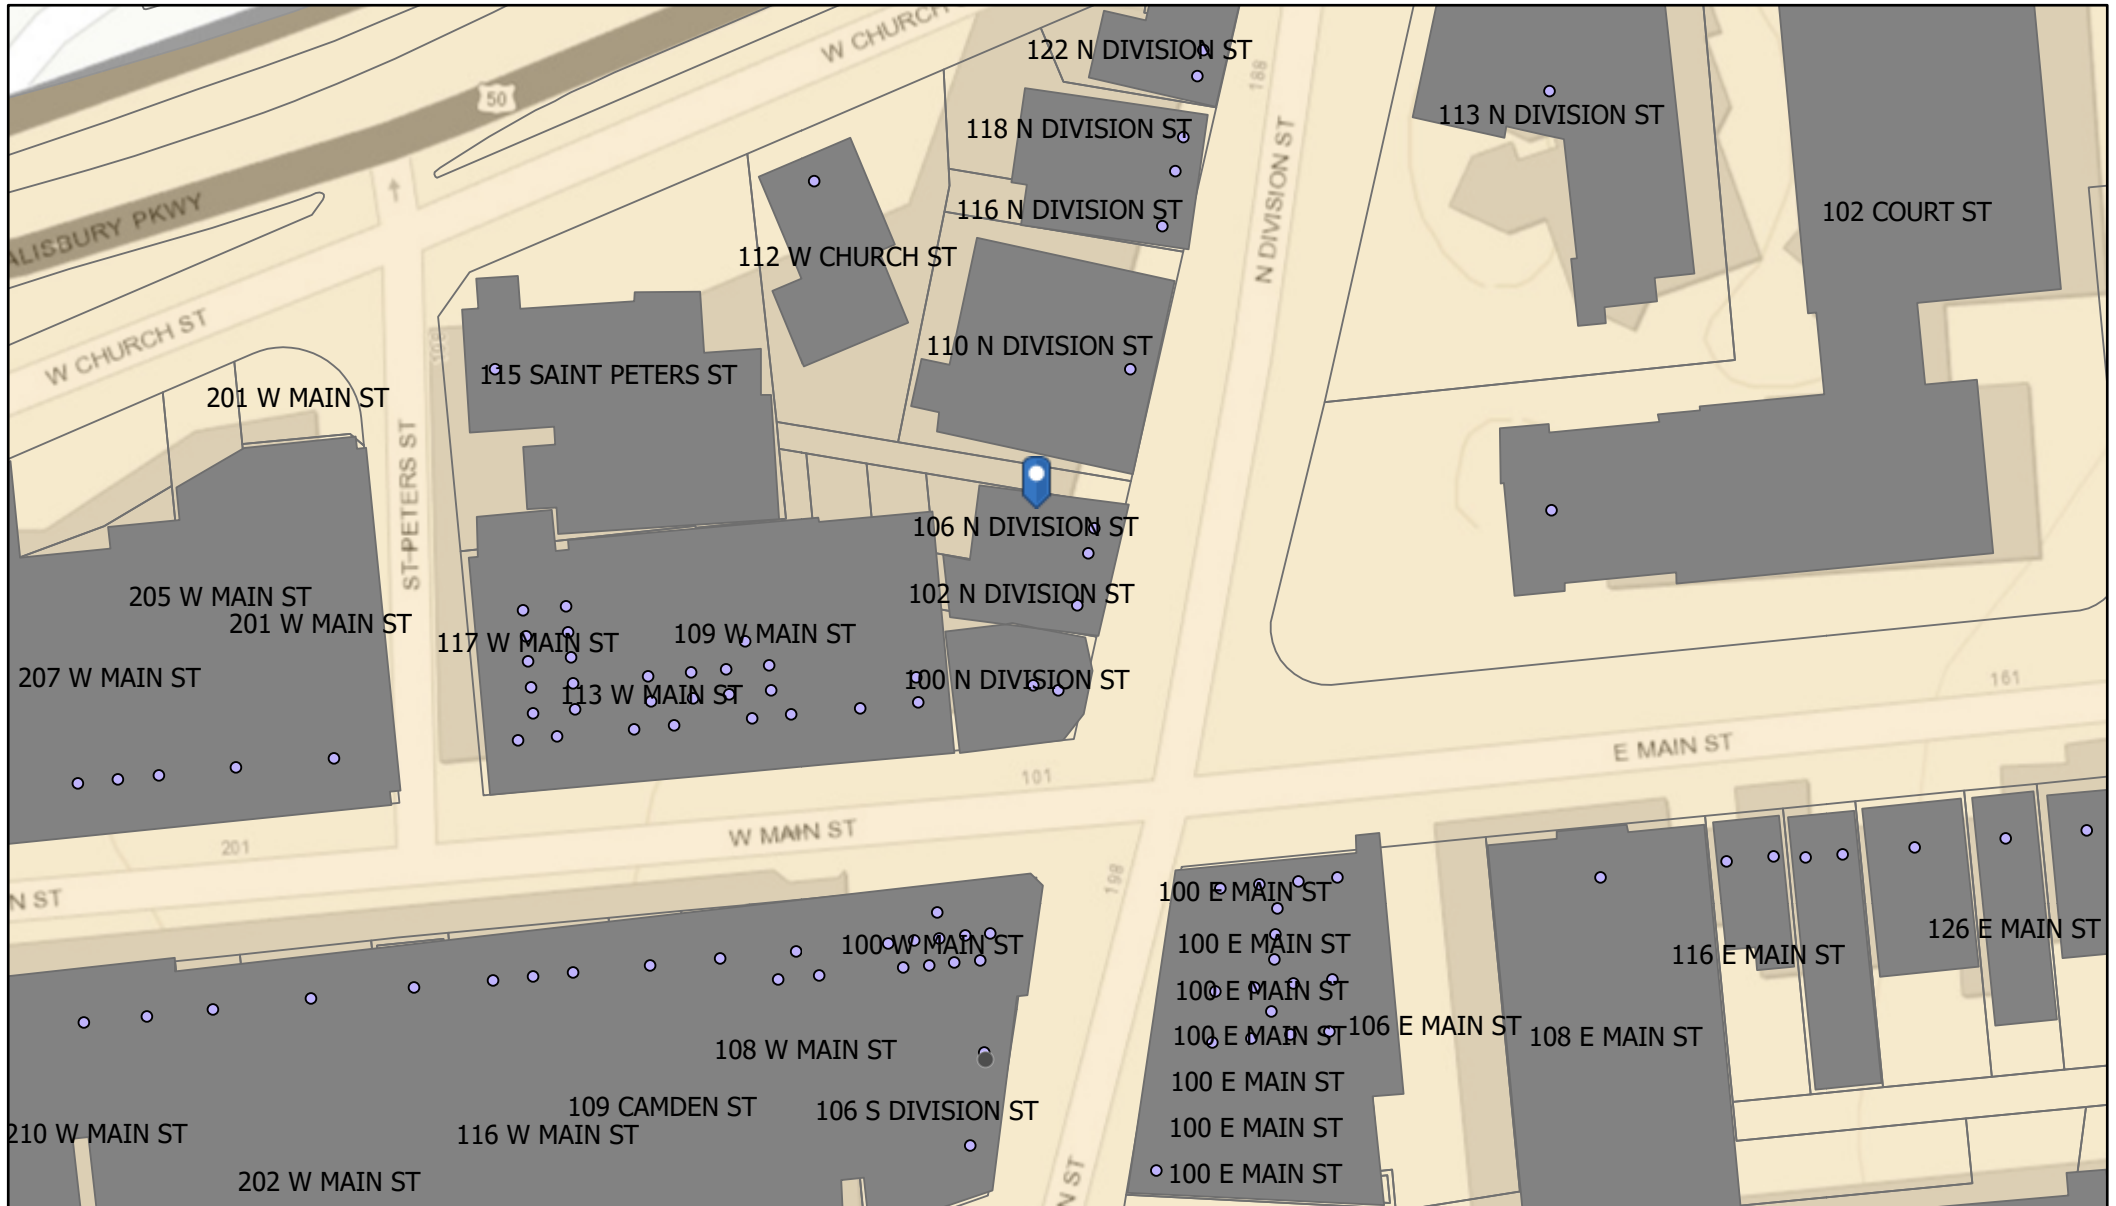 W CHURCH
122 N DIVISION ST
50
188
118 N DIVISION ST
113 N DIVISION ST
N DIVISION ST
ALISBURY PKWY
116 N DIVISION ST
102 COURT ST
112 W CHURCH ST
W CHURCH ST
110 N DIVISION ST
115 SAINT PETERS ST
201 W MAIN ST
ST-PETERS ST
106 N DIVISION ST
205 W MAIN ST
102 N DIVISION ST
201 W MAIN ST
117 W MAIN ST
109 W MAIN ST
207 W MAIN ST
113 W MAIN ST
100 N DIVISION ST
161
E MAIN ST
101
W MAIN ST
201
N ST
198
100 E MAIN ST
100 W MAIN ST
100 E MAIN ST
126 E MAIN ST
116 E MAIN ST
100 E MAIN ST
106 E MAIN ST
100 E MAIN ST
108 E MAIN ST
108 W MAIN ST
100 E MAIN ST
109 CAMDEN ST
106 S DIVISION ST
100 E MAIN ST
210 W MAIN ST
116 W MAIN ST
100 E MAIN ST
202 W MAIN ST
N ST